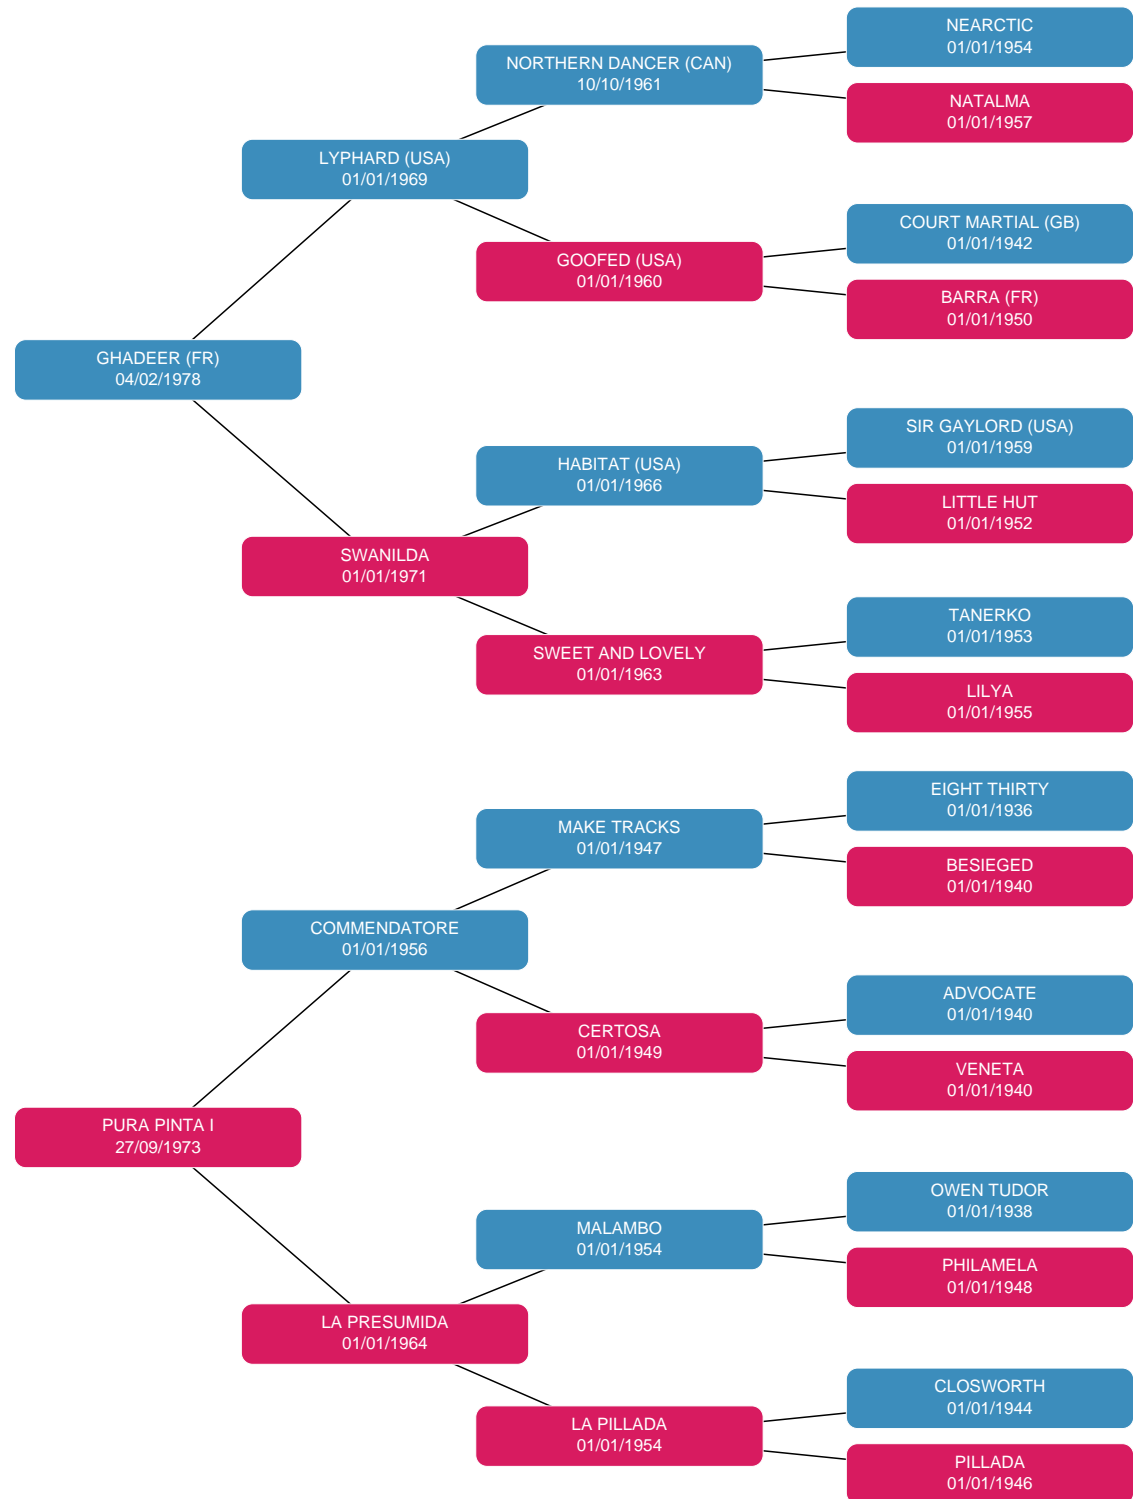 NEARCTIC
01/01/1954
NORTHERN DANCER (CAN)
10/10/1961
NATALMA
01/01/1957
LYPHARD (USA)
01/01/1969
COURT MARTIAL (GB)
01/01/1942
GOOFED (USA)
01/01/1960
BARRA (FR)
01/01/1950
GHADEER (FR)
04/02/1978
SIR GAYLORD (USA)
01/01/1959
HABITAT (USA)
01/01/1966
LITTLE HUT
01/01/1952
SWANILDA
01/01/1971
TANERKO
01/01/1953
SWEET AND LOVELY
01/01/1963
LILYA
01/01/1955
EIGHT THIRTY
01/01/1936
MAKE TRACKS
01/01/1947
BESIEGED
01/01/1940
COMMENDATORE
01/01/1956
ADVOCATE
01/01/1940
CERTOSA
01/01/1949
VENETA
01/01/1940
PURA PINTA I
27/09/1973
OWEN TUDOR
01/01/1938
MALAMBO
01/01/1954
PHILAMELA
01/01/1948
LA PRESUMIDA
01/01/1964
CLOSWORTH
01/01/1944
LA PILLADA
01/01/1954
PILLADA
01/01/1946